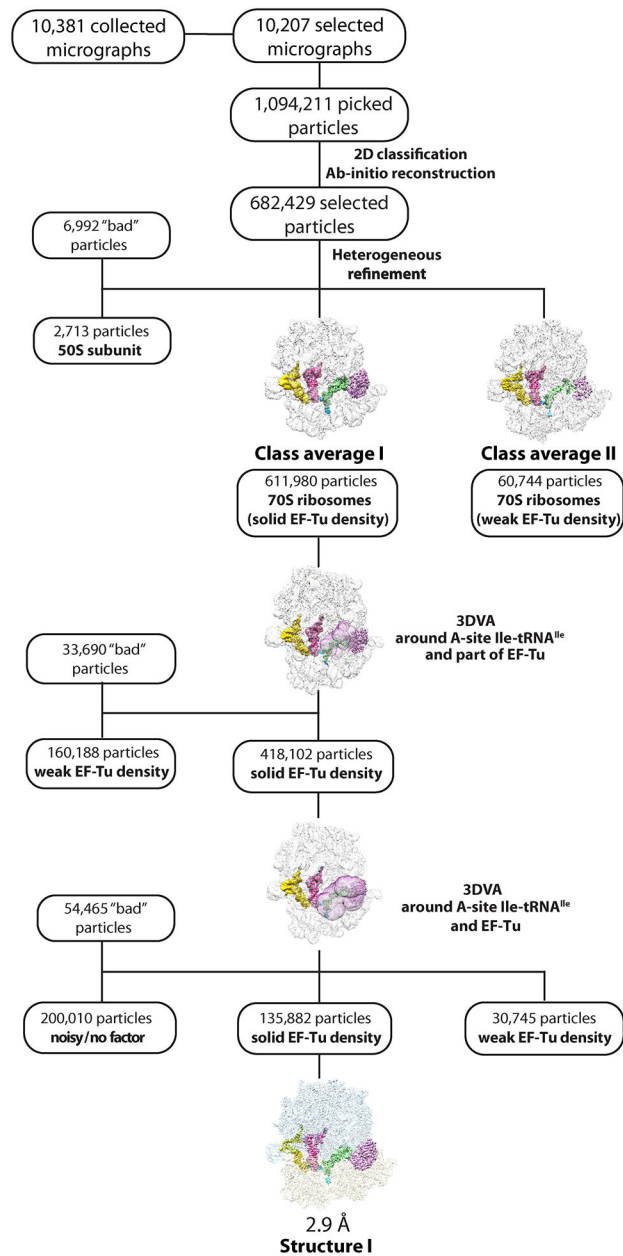 10,381 collected
micrographs
10,207 selected
micrographs
1,094,211 picked
particles
2D classification
Ab-initio reconstruction
682,429 selected
particles
6,992 "bad"
particles
Heterogeneous
refinement
2,713 particles
50S subunit
Class average I
Class average II
611,980 particles
70S ribosomes
(solid EF-Tu density)
60,744 particles
70S ribosomes
(weak EF-Tu density)
3DVA
around A-site Ile-tRNAᴵˡᵉ
and part of EF-Tu
33,690 "bad"
particles
160,188 particles
weak EF-Tu density
418,102 particles
solid EF-Tu density
3DVA
around A-site Ile-tRNAᴵˡᵉ
and EF-Tu
54,465 "bad"
particles
200,010 particles
noisy/no factor
135,882 particles
solid EF-Tu density
30,745 particles
weak EF-Tu density
2.9 Å
Structure I